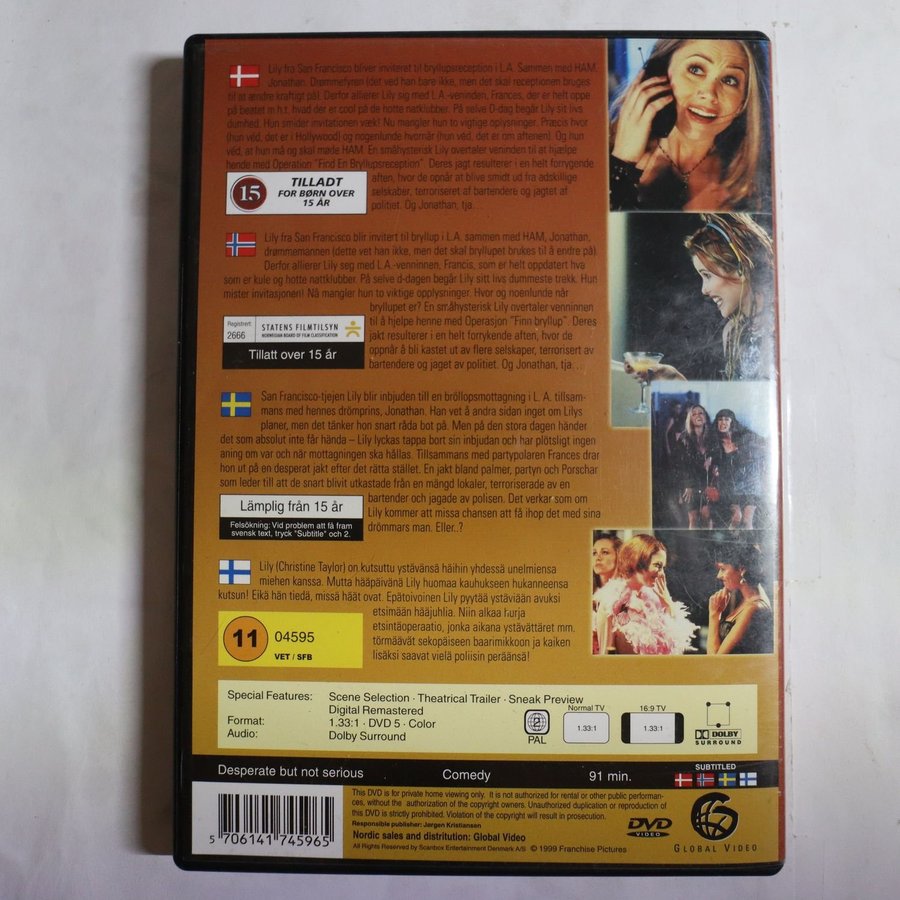 Lily fra San Francisco bliver inviteret til bryllupsreception i L.A. Sammen med HAM.
Jonathan. Drømmefyren (det ved han bare ikke, men det skal receptionen bruges
til at ændre kraftigt på). Derfor allierer Lily sig med L.A.-veninden, Frances, der er helt oppe
på beatet m.h.t. hvad der er cool på de hotte natklubber. På selve D-dag begår Lily sit livs
dumhed. Hun smider invitationen væk! Nu mangler hun to vigtige oplysninger. Præcis hvor
(hun véd, det er i Hollywood) og nogenlunde hvornår (hun véd, det er om aftenen). Og hun
véd, at hun må og skal møde HAM. En småhysterisk Lily overtaler veninden til at hjælpe
hende med Operation "Find En Bryllupsreception". Deres jagt resulterer i en helt forrygende
aften, hvor de opnår at blive smidt ud fra adskillige
selskaber, terroriseret af bartendere og jagtet af
politiet. Og Jonathan, tja.
15
TILLADT
FOR BØRN OVER
15 ÅR
Lily fra San Francisco blir invitert til bryllup i L.A. sammen med HAM, Jonathan,
drømmemannen (dette vet han ikke, men det skal bryllupet brukes til å endre på).
Derfor allierer Lily seg med L.A.-venninnen, Francis, som er helt oppdatert hva
som er kule og hotte nattklubber. På selve d-dagen begår Lily sitt livs dummeste trekk. Hun
mister invitasjonen! Nå mangler hun to viktige opplysninger. Hvor og noenlunde når
bryllupet er? En småhysterisk Lily overtaler venninnen
til å hjelpe henne med Operasjon "Finn bryllup". Deres
jakt resulterer i en helt forrykende aften, hvor de
oppnår å bli kastet ut av flere selskaper, terrorisert av
bartendere og jaget av politiet. Og Jonathan, tja...
Registrert:
2666
STATENS FILMTILSYN
NORWEGIAN BOARD OF FILM CLASSIFICATION
Tillatt over 15 år
San Francisco-tjejen Lily blir inbjuden till en bröllopsmottagning i L. A. tillsam-
mans med hennes drömprins, Jonathan. Han vet å andra sidan inget om Lilys
planer, men det tänker hon snart råda bot på. Men på den stora dagen händer
det som absolut inte får hända – Lily lyckas tappa bort sin inbjudan och har plötsligt ingen
aning om var och när mottagningen ska hållas. Tillsammans med partypolaren Frances drar
hon ut på en desperat jakt efter det rätta stället. En jakt bland palmer, partyn och Porschar
som leder till att de snart blivit utkastade från en mängd lokaler, terroriserade av en
bartender och jagade av polisen. Det verkar som om
Lily kommer att missa chansen att få ihop det med sina
drömmars man. Eller..?
Lämplig från 15 år
Felsökning: Vid problem att få fram
svensk text, tryck "Subtitle" och 2.
Lily (Christine Taylor) on kutsuttu ystävänsä häihin yhdessä unelmiensa
miehen kanssa. Mutta hääpäivänä Lily huomaa kauhukseen hukanneensa
kutsun! Eikä hän tiedä, missä häät ovat. Epätoivoinen Lily pyytää ystäviään avuksi
etsimään hääjuhlia. Niin alkaa hurja
etsintäoperaatio, jonka aikana ystävättäret mm.
törmäävät sekopäiseen baarimikkoon ja kaiken
lisäksi saavat vielä poliisin peräänsä!
11
04595
VET / SFB
Special Features: Scene Selection · Theatrical Trailer · Sneak Preview
Digital Remastered
Format: 1.33:1 · DVD 5 · Color
Audio: Dolby Surround
2
PAL
Normal TV
1.33:1
16:9 TV
1.33:1
DOLBY
SURROUND
Desperate but not serious Comedy 91 min.
SUBTITLED
5 706141 745965
This DVD is for private home viewing only. It is not authorized for rental or other public performan-
ces, without the authorization of the copyright owners. Unauthorized duplication or reproduction of
this DVD is strictly prohibited. Violation of the copyright will result in prosecution.
Responsible publisher: Jørgen Kristiansen
Nordic sales and distritution: Global Video
All Rights Reserved by Scanbox Entertainment Denmark A/S © 1999 Franchise Pictures
DVD
VIDEO
GLOBAL VIDEO